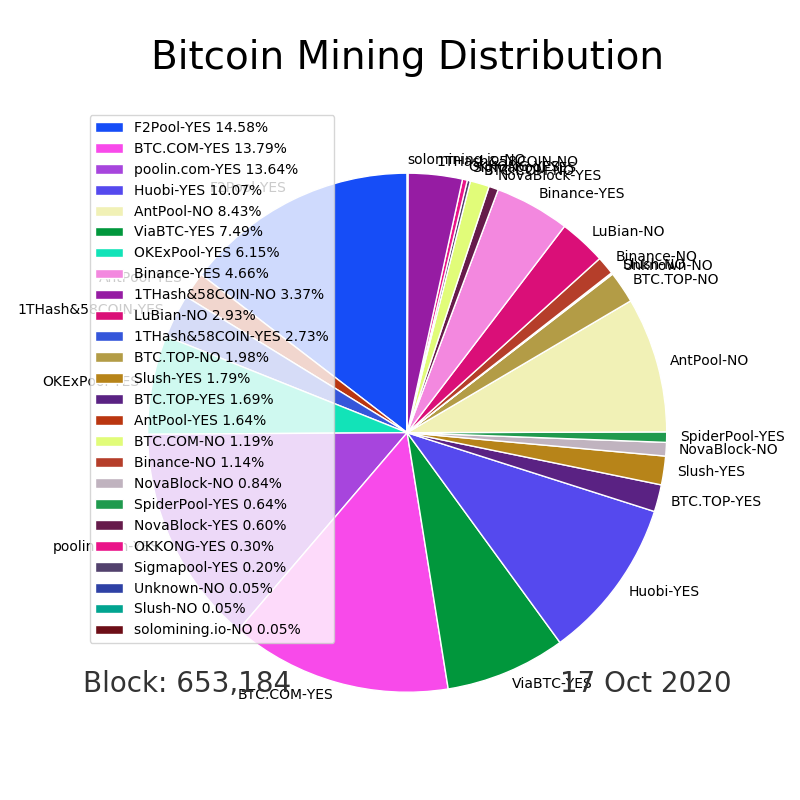 Bitcoin Mining Distribution
F2Pool-YES 14.58%
BTC.COM-YES 13.79%
poolin.com-YES 13.64%
Huobi-YES 10.07%
AntPool-NO 8.43%
ViaBTC-YES 7.49%
OKExPool-YES 6.15%
Binance-YES 4.66%
1THash&58COIN-NO 3.37%
LuBian-NO 2.93%
1THash&58COIN-YES 2.73%
BTC.TOP-NO 1.98%
Slush-YES 1.79%
BTC.TOP-YES 1.69%
AntPool-YES 1.64%
BTC.COM-NO 1.19%
Binance-NO 1.14%
NovaBlock-NO 0.84%
SpiderPool-YES 0.64%
NovaBlock-YES 0.60%
OKKONG-YES 0.30%
Sigmapool-YES 0.20%
Unknown-NO 0.05%
Slush-NO 0.05%
solomining.io-NO 0.05%
solomining.io-NO
1THash&58COIN-NO
NovaBlock-YES
Binance-YES
LuBian-NO
Binance-NO
Unknown-NO
BTC.TOP-NO
AntPool-NO
SpiderPool-YES
NovaBlock-NO
Slush-YES
BTC.TOP-YES
Huobi-YES
ViaBTC-YES
BTC.COM-YES
1THash&58COIN-YES
AntPool-YES
Block: 653,184
17 Oct 2020